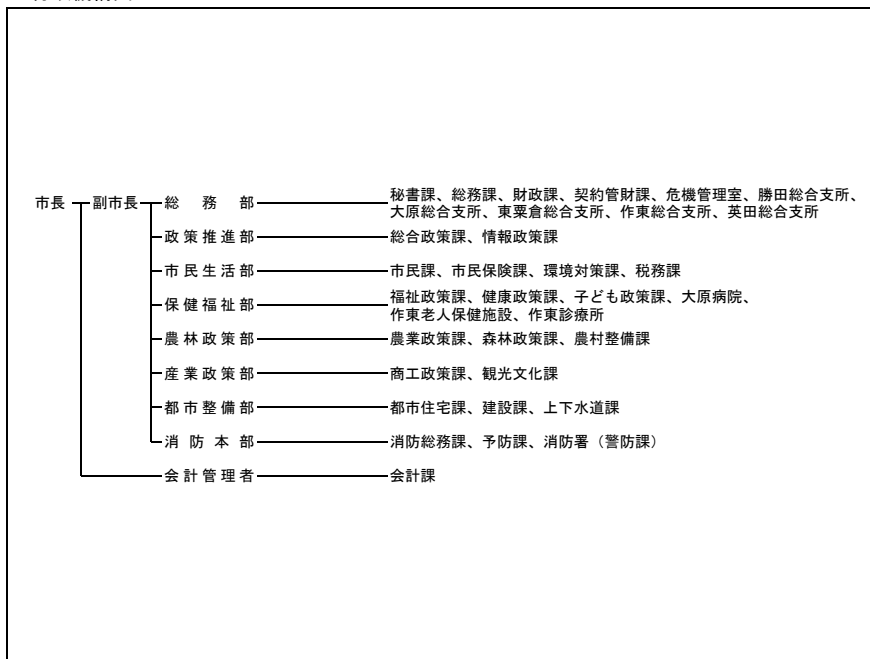 市長 副市長 総務部 秘書課、総務課、財政課、契約管財課、危機管理室、勝田総合支所、
大原総合支所、東粟倉総合支所、作東総合支所、英田総合支所
政策推進部 総合政策課、情報政策課
市民生活部 市民課、市民保険課、環境対策課、税務課
保健福祉部 福祉政策課、健康政策課、子ども政策課、大原病院、
作東老人保健施設、作東診療所
農林政策部 農業政策課、森林政策課、農村整備課
産業政策部 商工政策課、観光文化課
都市整備部 都市住宅課、建設課、上下水道課
消防本部 消防総務課、予防課、消防署（警防課）
会計管理者 会計課